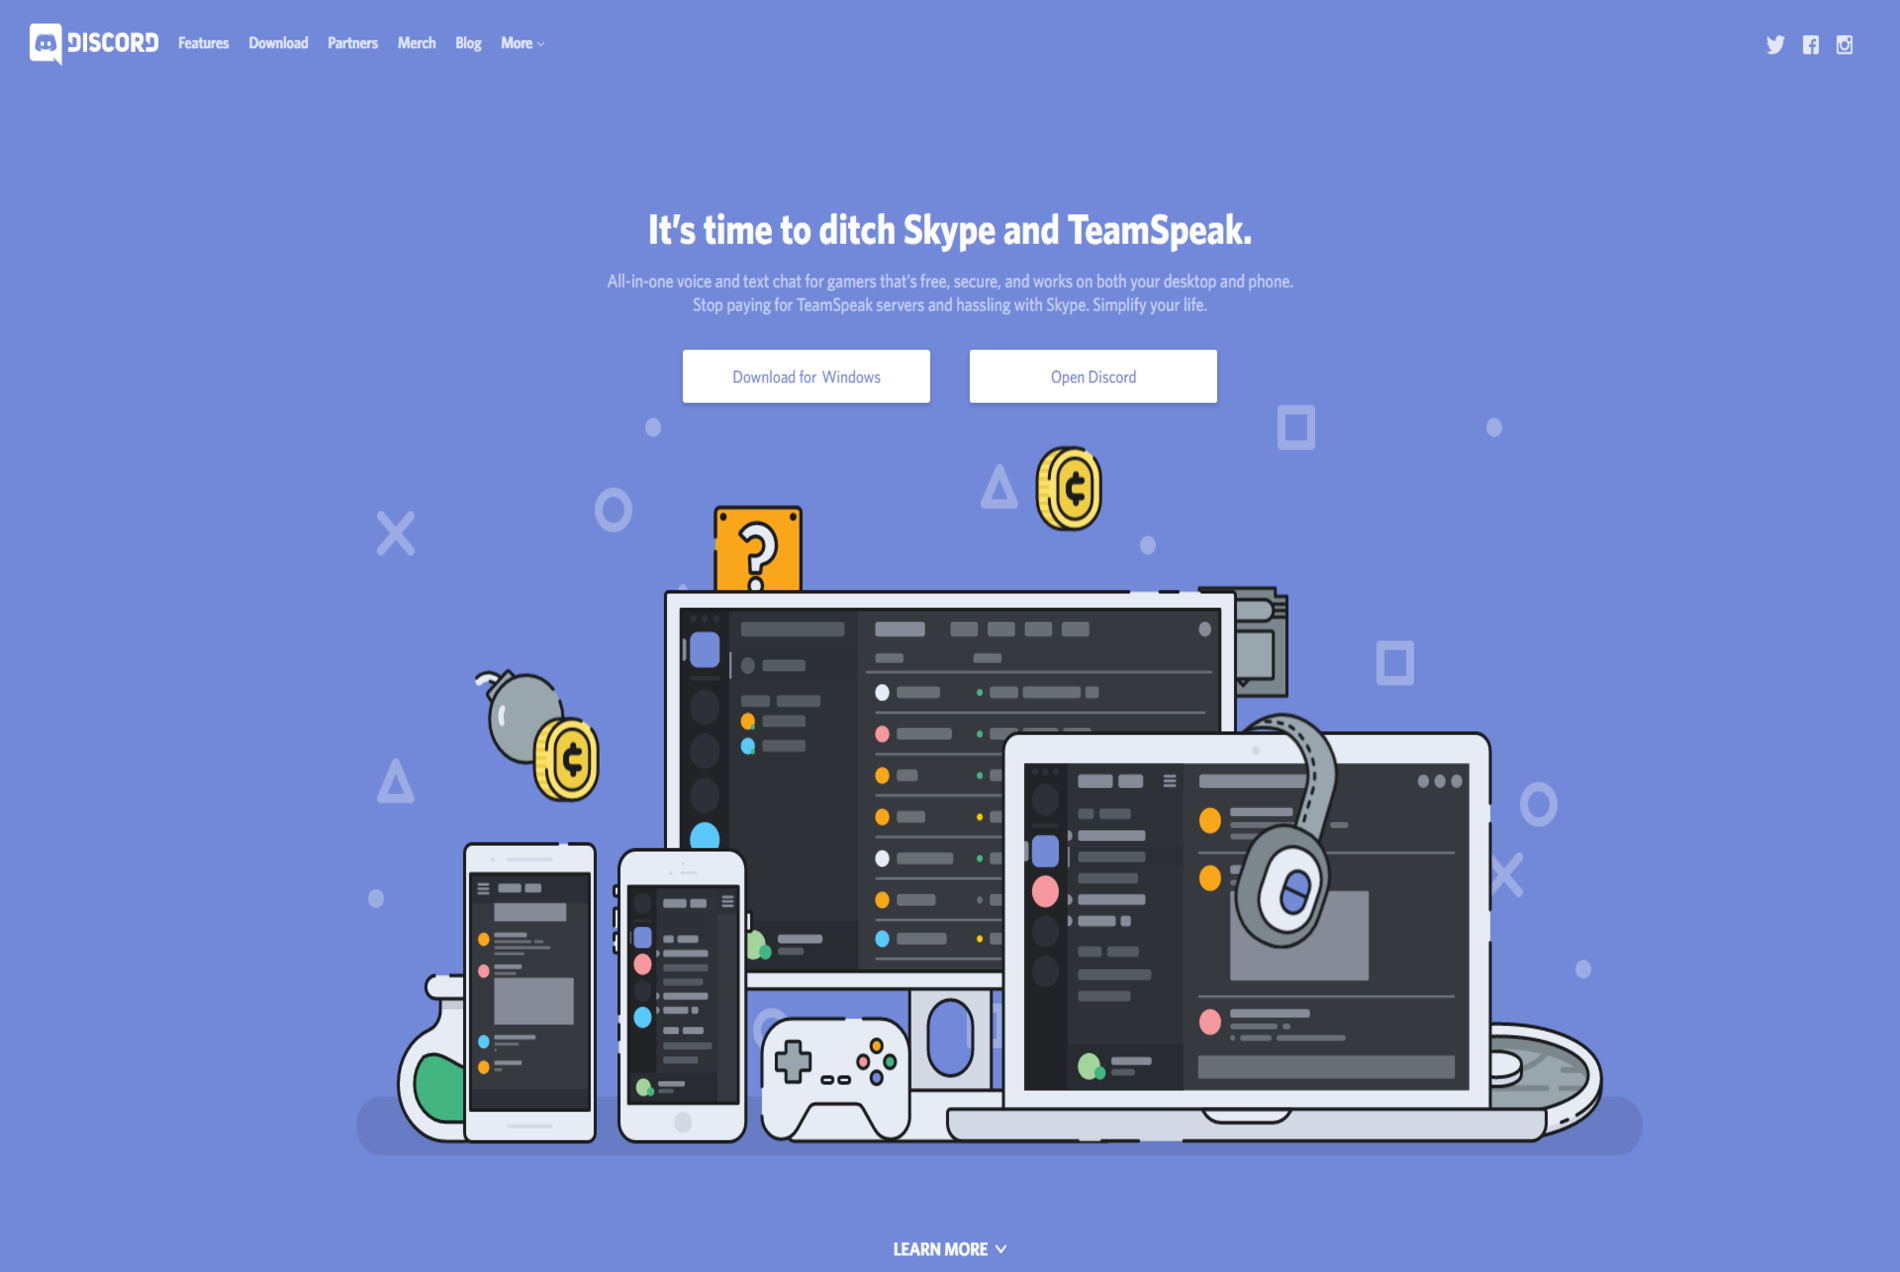 DISCORD Features Download Partners Merch Blog More
It's time to ditch Skype and TeamSpeak.
All-in-one voice and text chat for gamers that's free, secure, and works on both your desktop and phone.
Stop paying for TeamSpeak servers and hassling with Skype. Simplify your life.
Download for Windows Open Discord
?
¢
¢
LEARN MORE